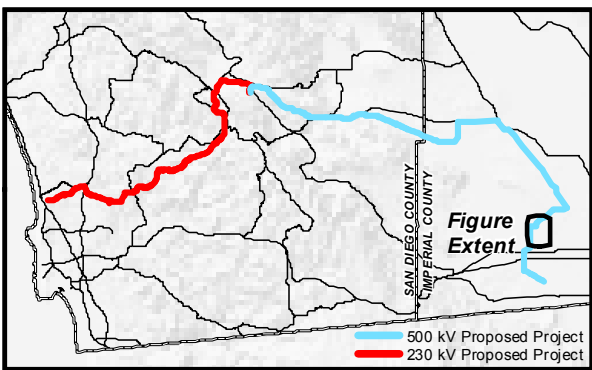 SAN DIEGO COUNTY
IMPERIAL COUNTY
Figure
Extent
500 kV Proposed Project
230 kV Proposed Project